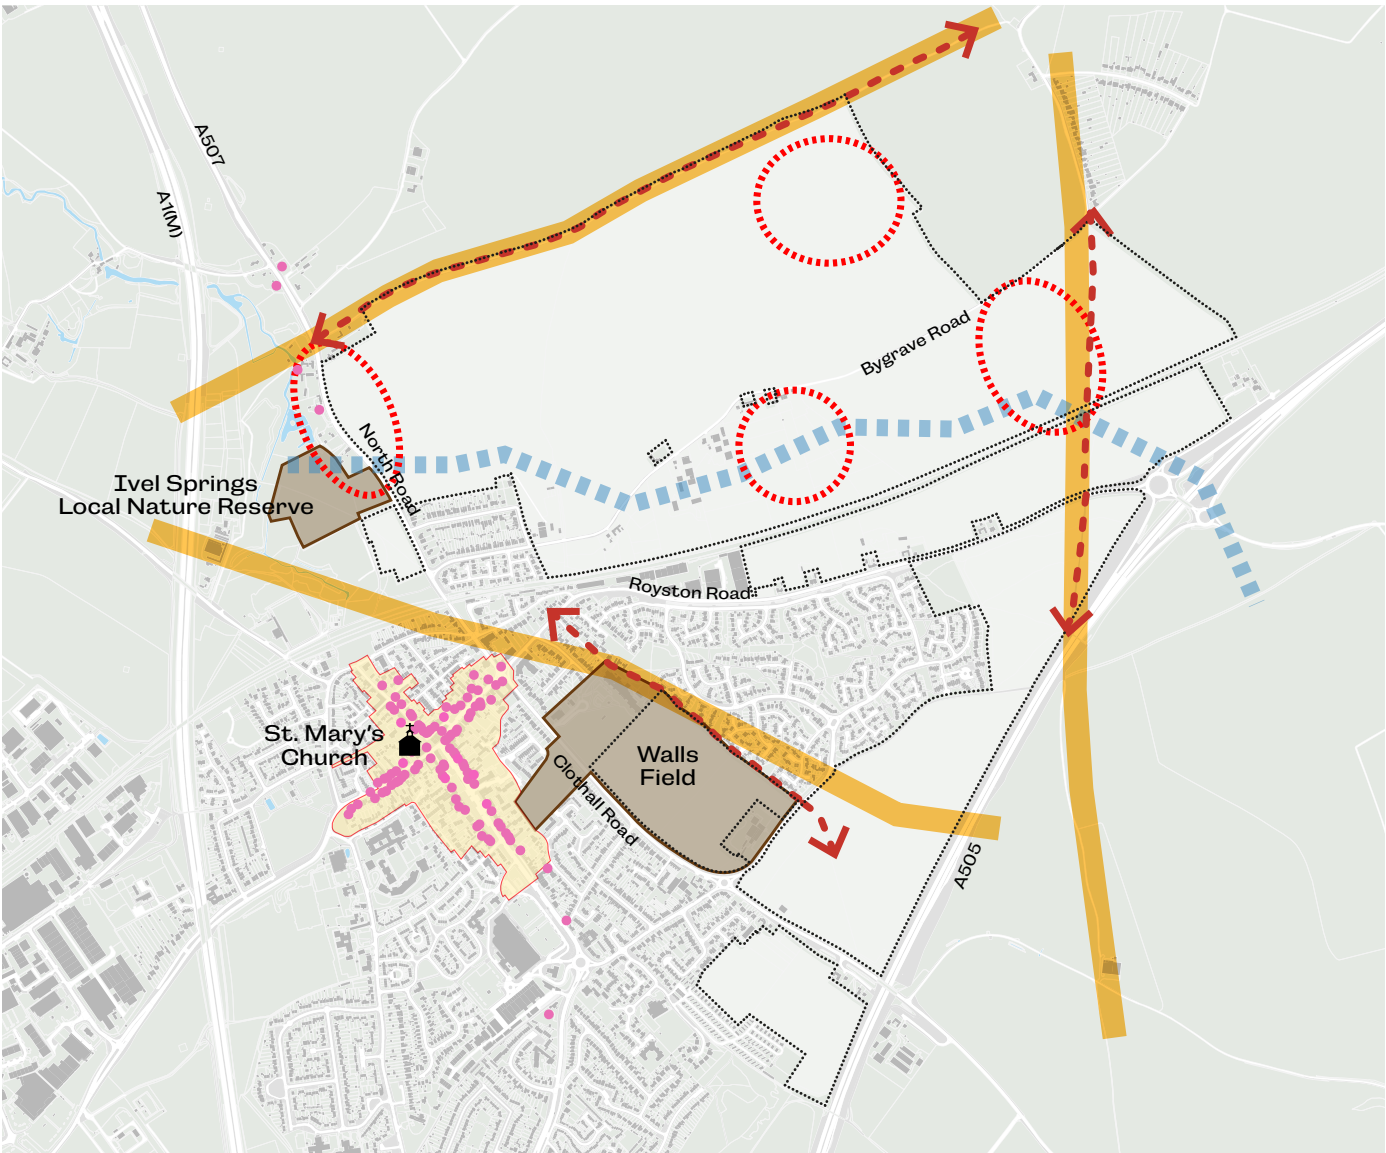 A507
A1(M)
Bygrave Road
North Road
Ivel Springs
Local Nature Reserve
Royston Road
St. Mary's
Church
Walls
Field
Clothall Road
A505